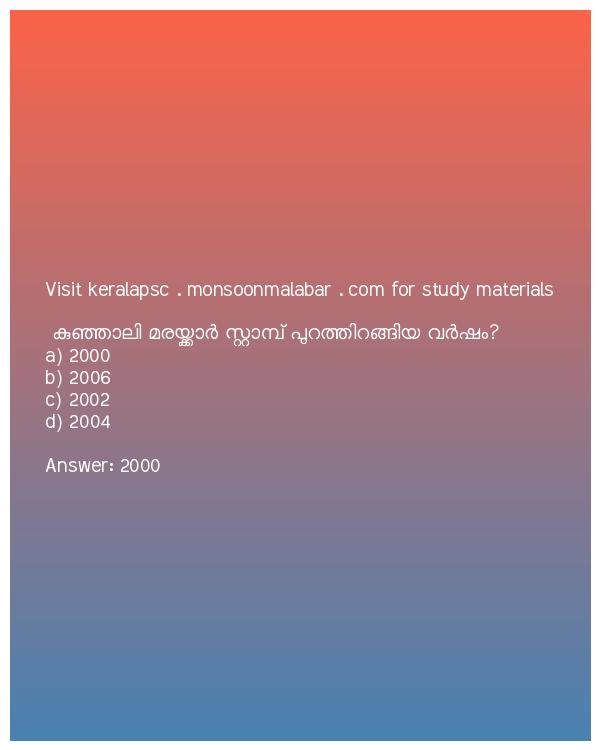 Visit keralapsc . monsoonmalabar . com for study materials
കുഞ്ഞാലി മരയ്ക്കാർ സ്റ്റാമ്പ് പുറത്തിറങ്ങിയ വർഷം?
a) 2000
b) 2006
c) 2002
d) 2004
Answer: 2000